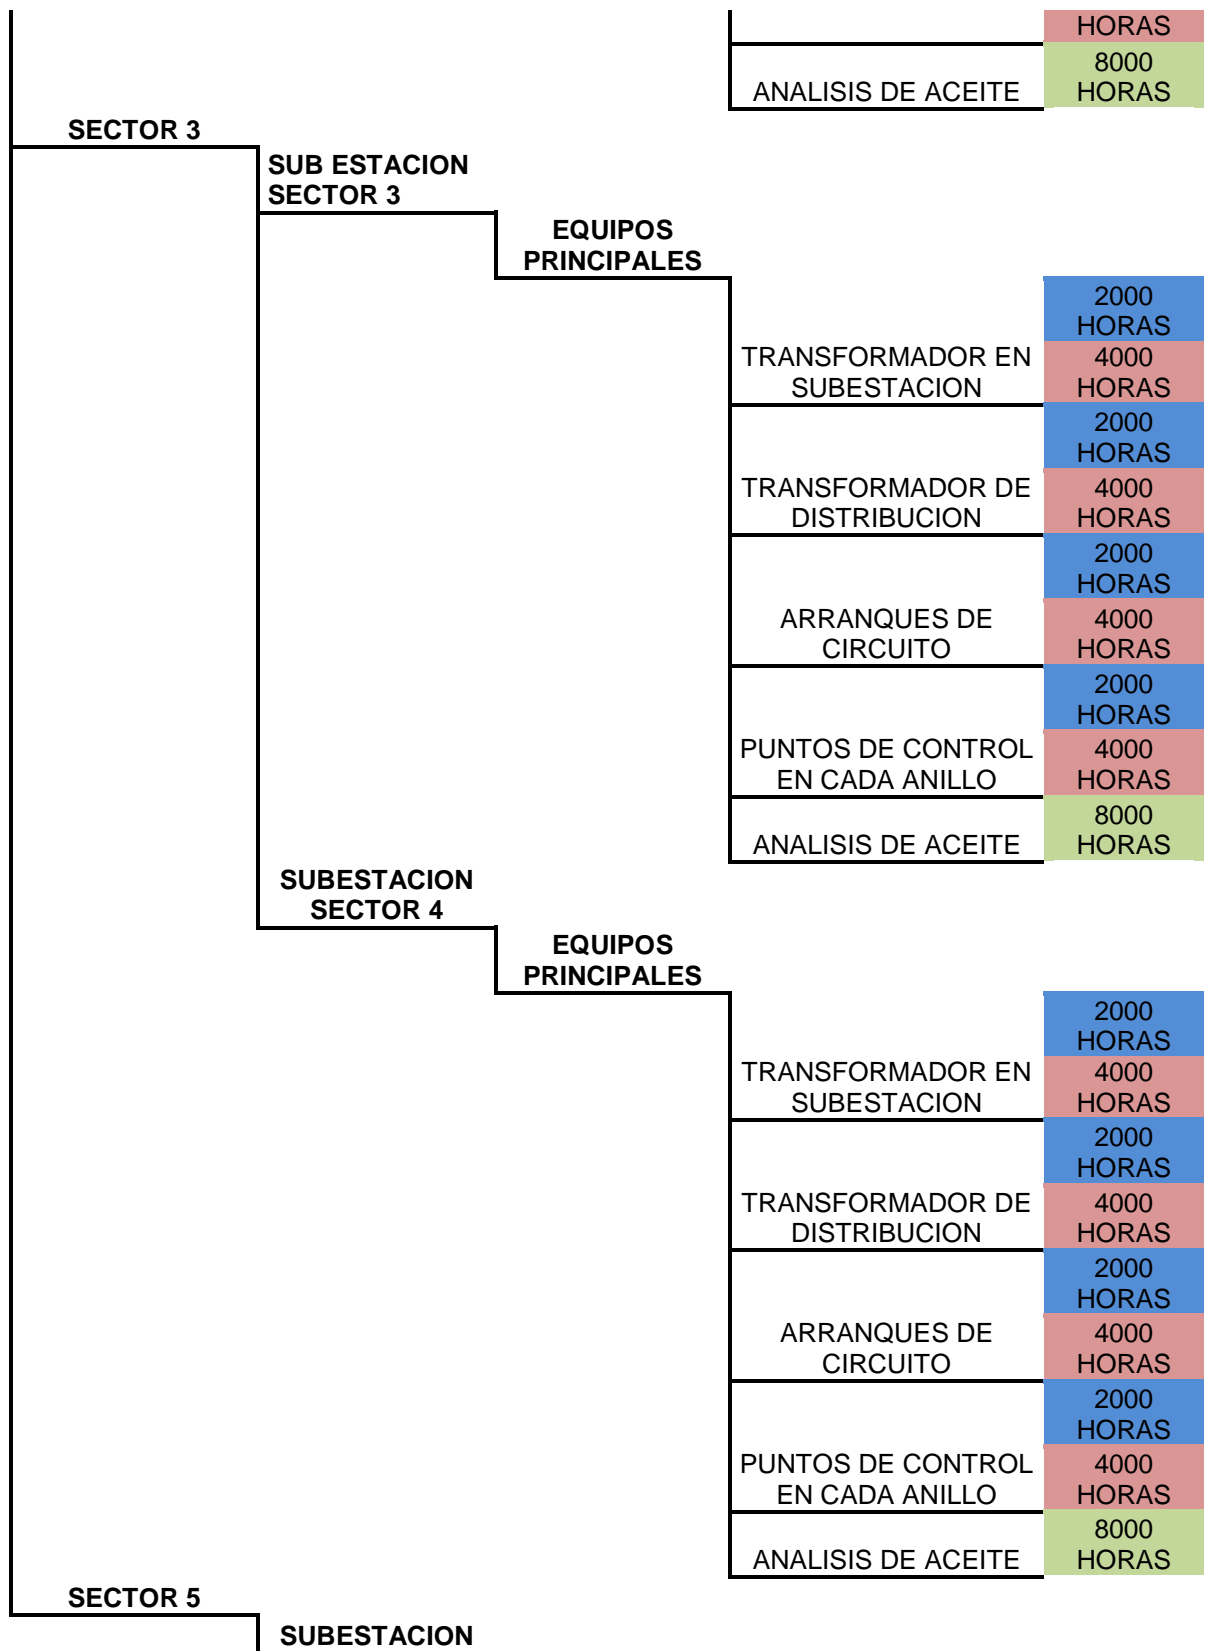 HORAS
8000
ANALISIS DE ACEITE HORAS
SECTOR 3
SUB ESTACION
SECTOR 3
EQUIPOS
PRINCIPALES
2000
HORAS
TRANSFORMADOR EN 4000
SUBESTACION HORAS
2000
HORAS
TRANSFORMADOR DE 4000
DISTRIBUCION HORAS
2000
HORAS
ARRANQUES DE 4000
CIRCUITO HORAS
2000
HORAS
PUNTOS DE CONTROL 4000
EN CADA ANILLO HORAS
8000
ANALISIS DE ACEITE HORAS
SUBESTACION
SECTOR 4
EQUIPOS
PRINCIPALES
2000
HORAS
TRANSFORMADOR EN 4000
SUBESTACION HORAS
2000
HORAS
TRANSFORMADOR DE 4000
DISTRIBUCION HORAS
2000
HORAS
ARRANQUES DE 4000
CIRCUITO HORAS
2000
HORAS
PUNTOS DE CONTROL 4000
EN CADA ANILLO HORAS
8000
ANALISIS DE ACEITE HORAS
SECTOR 5
SUBESTACION